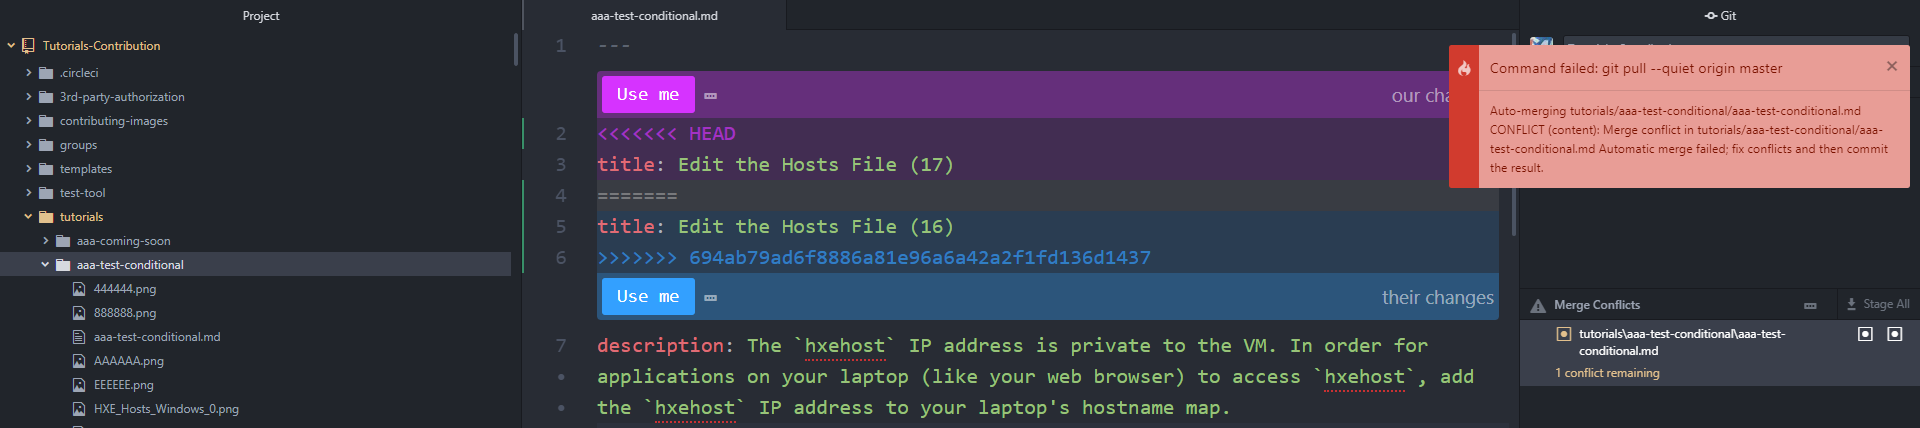 Project
Tutorials-Contribution
.circleci
3rd-party-authorization
contributing-images
groups
templates
test-tool
tutorials
aaa-coming-soon
aaa-test-conditional
444444.png
888888.png
aaa-test-conditional.md
AAAAAA.png
EEEEEE.png
HXE_Hosts_Windows_0.png
aaa-test-conditional.md
1 ---
Use me
our cha
2 <<<<<<< HEAD
3 title: Edit the Hosts File (17)
4 =======
5 title: Edit the Hosts File (16)
6 >>>>>>> 694ab79ad6f8886a81e96a6a42a2f1fd136d1437
Use me
their changes
7 description: The `hxehost` IP address is private to the VM. In order for
applications on your laptop (like your web browser) to access `hxehost`, add
the `hxehost` IP address to your laptop's hostname map.
Git
Command failed: git pull --quiet origin master
Auto-merging tutorials/aaa-test-conditional/aaa-test-conditional.md
CONFLICT (content): Merge conflict in tutorials/aaa-test-conditional/aaa-
test-conditional.md Automatic merge failed; fix conflicts and then commit
the result.
Merge Conflicts
Stage All
tutorials\aaa-test-conditional\aaa-test-
conditional.md
1 conflict remaining